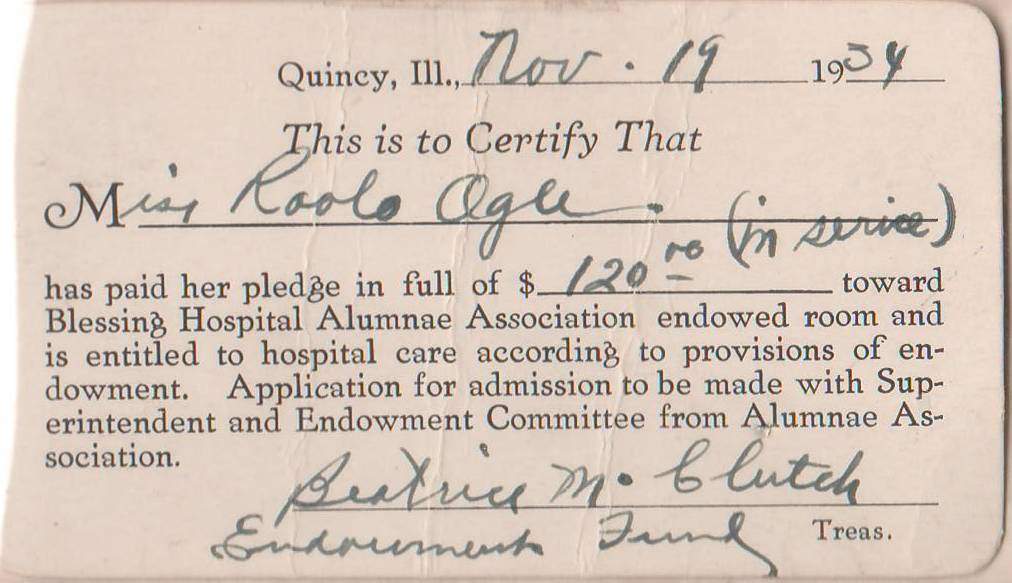 Quincy, Ill., Nov. 19 1934
This is to Certify That
Miss Roolo Ogle. (in service)
has paid her pledge in full of $ 120 00 toward
Blessing Hospital Alumnae Association endowed room and
is entitled to hospital care according to provisions of en-
dowment. Application for admission to be made with Sup-
erintendent and Endowment Committee from Alumnae As-
sociation.
Beatrice McClutch
Endowment Fund Treas.